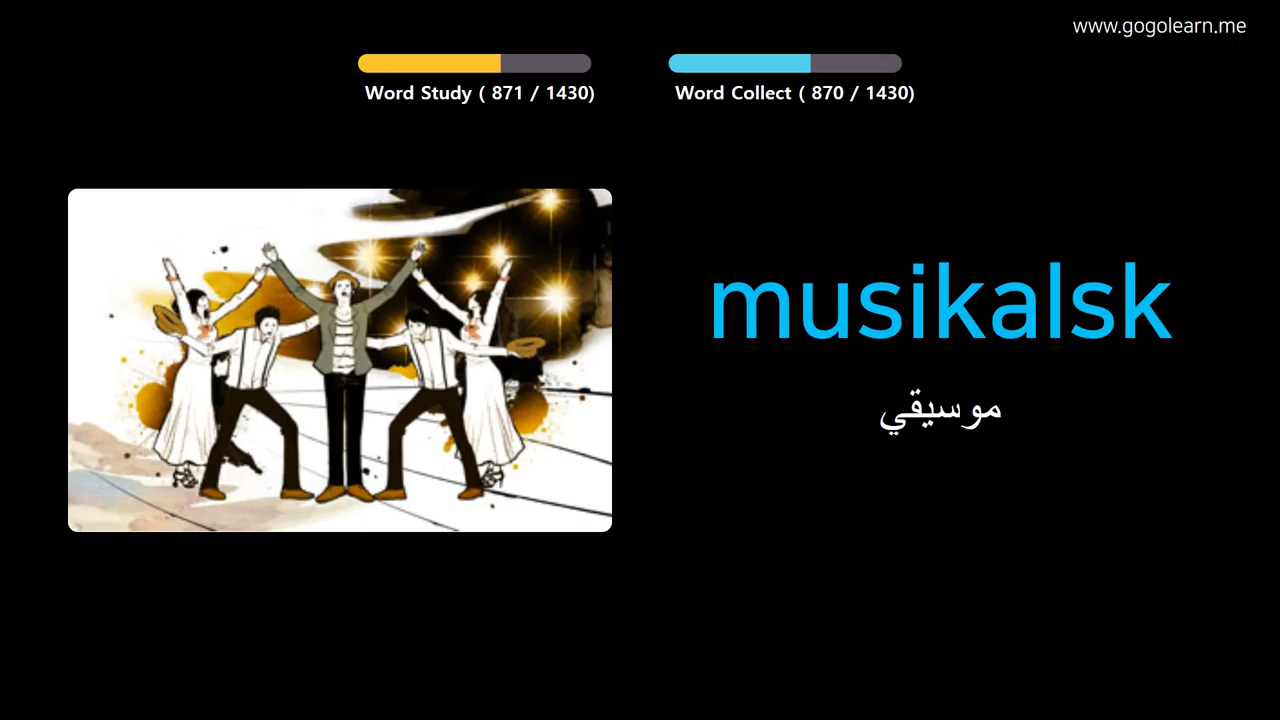 www.gogolearn.me
Word Study ( 871 / 1430)
Word Collect ( 870 / 1430)
musikalsk
موسيقي